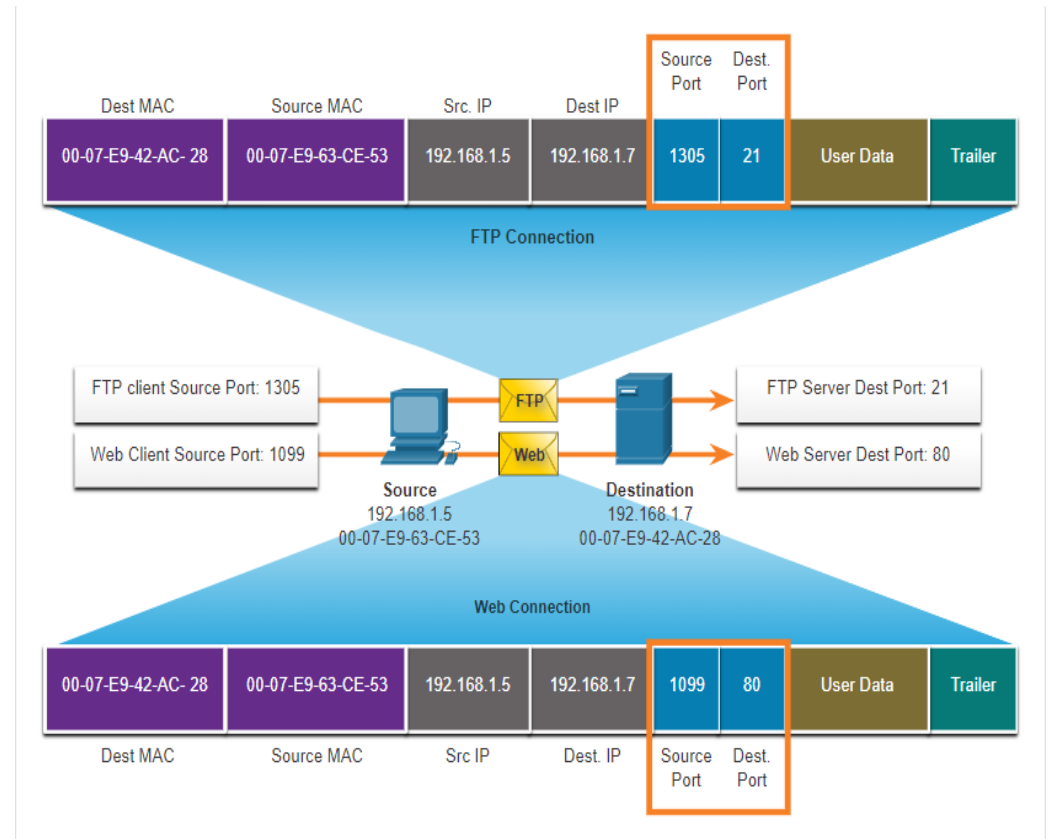 Source Dest.
Port Port
Dest MAC Source MAC Src. IP Dest IP
00-07-E9-42-AC- 28 00-07-E9-63-CE-53 192.168.1.5 192.168.1.7 1305 21 User Data Trailer
FTP Connection
FTP client Source Port: 1305 FTP FTP Server Dest Port: 21
Web Client Source Port: 1099 Web Web Server Dest Port: 80
Source Destination
192.168.1.5 192.168.1.7
00-07-E9-63-CE-53 00-07-E9-42-AC-28
Web Connection
00-07-E9-42-AC- 28 00-07-E9-63-CE-53 192.168.1.5 192.168.1.7 1099 80 User Data Trailer
Dest MAC Source MAC Src IP Dest. IP Source Dest.
Port Port